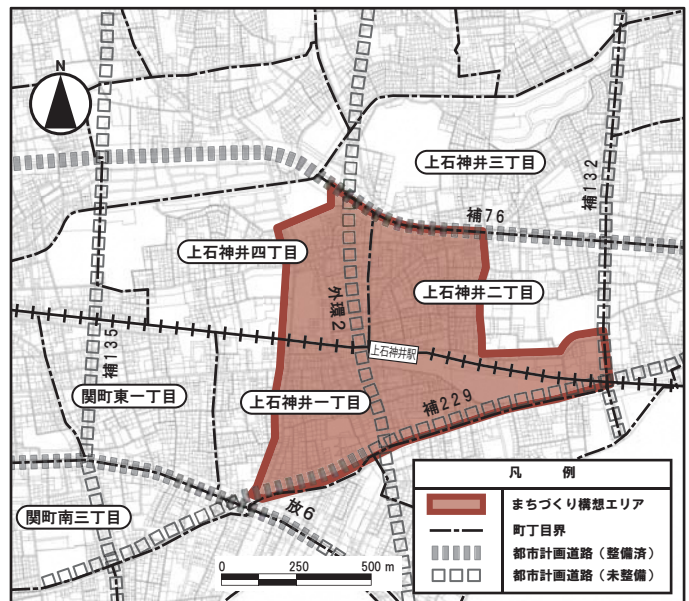 N
上石神井三丁目
補132
補76
上石神井四丁目
上石神井二丁目
外環2
上石神井駅
補135
関町東一丁目
上石神井一丁目
補229
関町南三丁目
放6
0 250 500 m
凡 例
まちづくり構想エリア
町丁目界
都市計画道路（整備済）
都市計画道路（未整備）